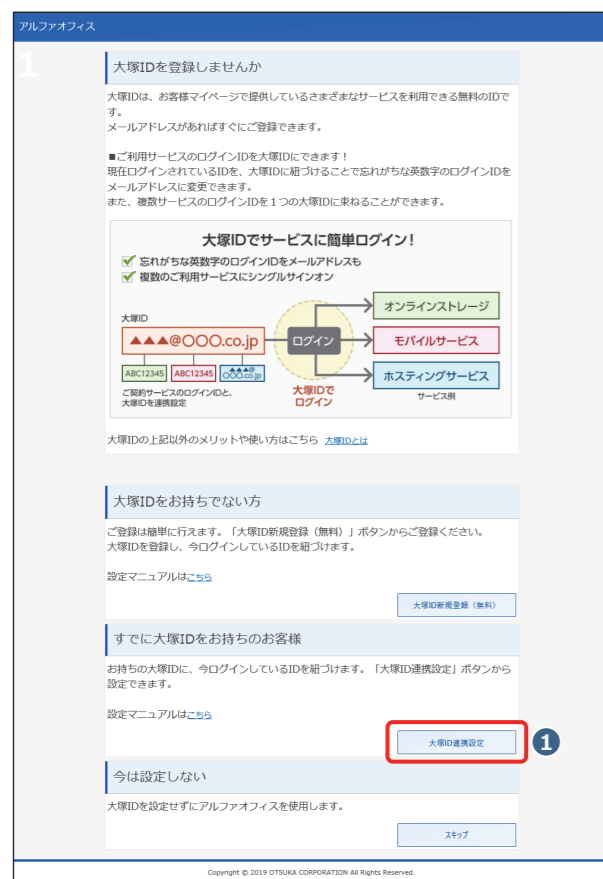 アルファオフィス
1
大塚IDを登録しませんか
大塚IDは、お客様マイページで提供しているさまざまなサービスを利用できる無料のIDで
す。
メールアドレスがあればすぐにご登録できます。
■ご利用サービスのログインIDを大塚IDにできます！
現在ログインされているIDを、大塚IDに紐づけることで忘れがちな英数字のログインIDを
メールアドレスに変更できます。
また、複数サービスのログインIDを１つの大塚IDに束ねることができます。
大塚IDでサービスに簡単ログイン！
忘れがちな英数字のログインIDをメールアドレスも
複数のご利用サービスにシングルサインオン
大塚ID
▲▲▲@○○○.co.jp
ABC12345 ABC12345 ▲▲▲@○○○.co.jp
ご契約サービスのログインIDと、
大塚IDを連携設定
ログイン
大塚IDで
ログイン
オンラインストレージ
モバイルサービス
ホスティングサービス
サービス例
大塚IDの上記以外のメリットや使い方はこちら 大塚IDとは
大塚IDをお持ちでない方
ご登録は簡単に行えます。「大塚ID新規登録（無料）」ボタンからご登録ください。
大塚IDを登録し、今ログインしているIDを紐づけます。
設定マニュアルはこちら
大塚ID新規登録（無料）
すでに大塚IDをお持ちのお客様
お持ちの大塚IDに、今ログインしているIDを紐づけます。「大塚ID連携設定」ボタンから
設定できます。
設定マニュアルはこちら
大塚ID連携設定
1
今は設定しない
大塚IDを設定せずにアルファオフィスを使用します。
スキップ
Copyright © 2019 OTSUKA CORPORATION All Rights Reserved.